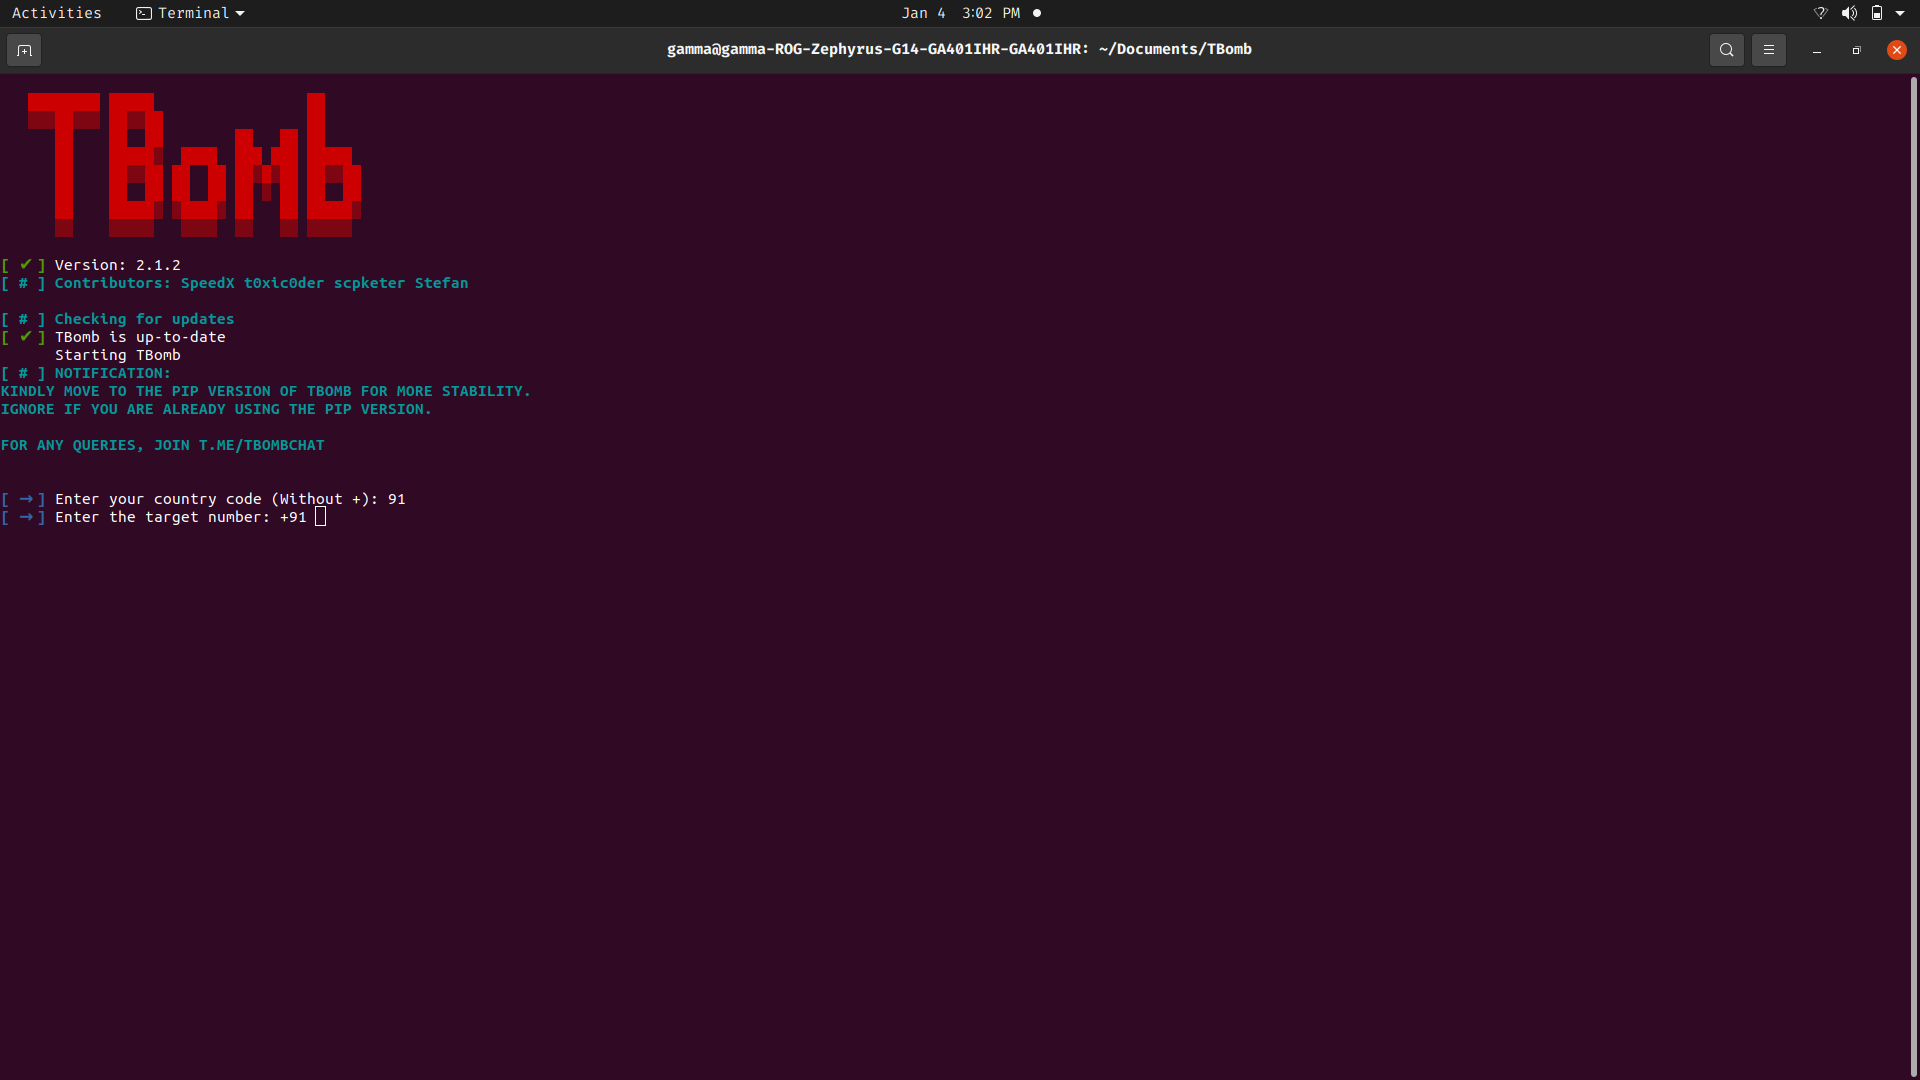 Activities Terminal Jan 4 3:02 PM
gamma@gamma-ROG-Zephyrus-G14-GA401IHR-GA401IHR: ~/Documents/TBomb
TBomb
[ ✔ ] Version: 2.1.2
[ # ] Contributors: SpeedX t0xic0der scpketer Stefan
[ # ] Checking for updates
[ ✔ ] TBomb is up-to-date
Starting TBomb
[ # ] NOTIFICATION:
KINDLY MOVE TO THE PIP VERSION OF TBOMB FOR MORE STABILITY.
IGNORE IF YOU ARE ALREADY USING THE PIP VERSION.
FOR ANY QUERIES, JOIN T.ME/TBOMBCHAT
[ → ] Enter your country code (Without +): 91
[ → ] Enter the target number: +91